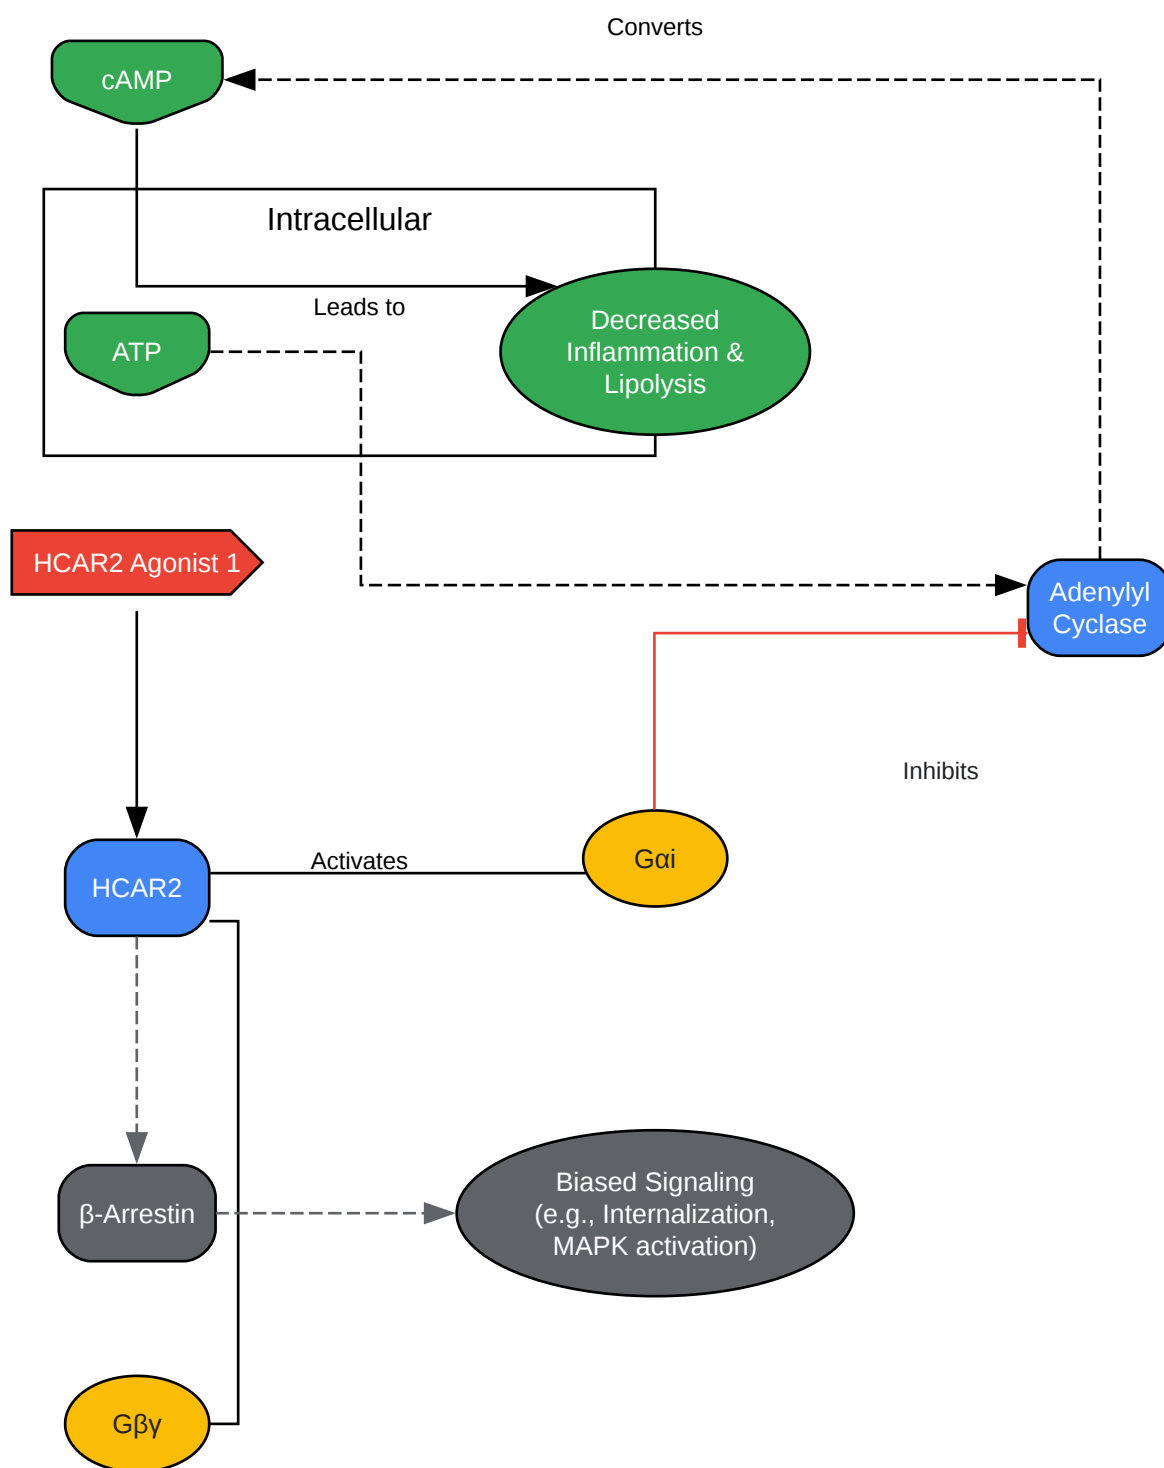 Converts
cAMP
Intracellular
Leads to
ATP
Decreased
Inflammation &
Lipolysis
HCAR2 Agonist 1
Adenylyl
Cyclase
Inhibits
Activates
Gαi
HCAR2
β-Arrestin
Biased Signaling
(e.g., Internalization,
MAPK activation)
Gβγ